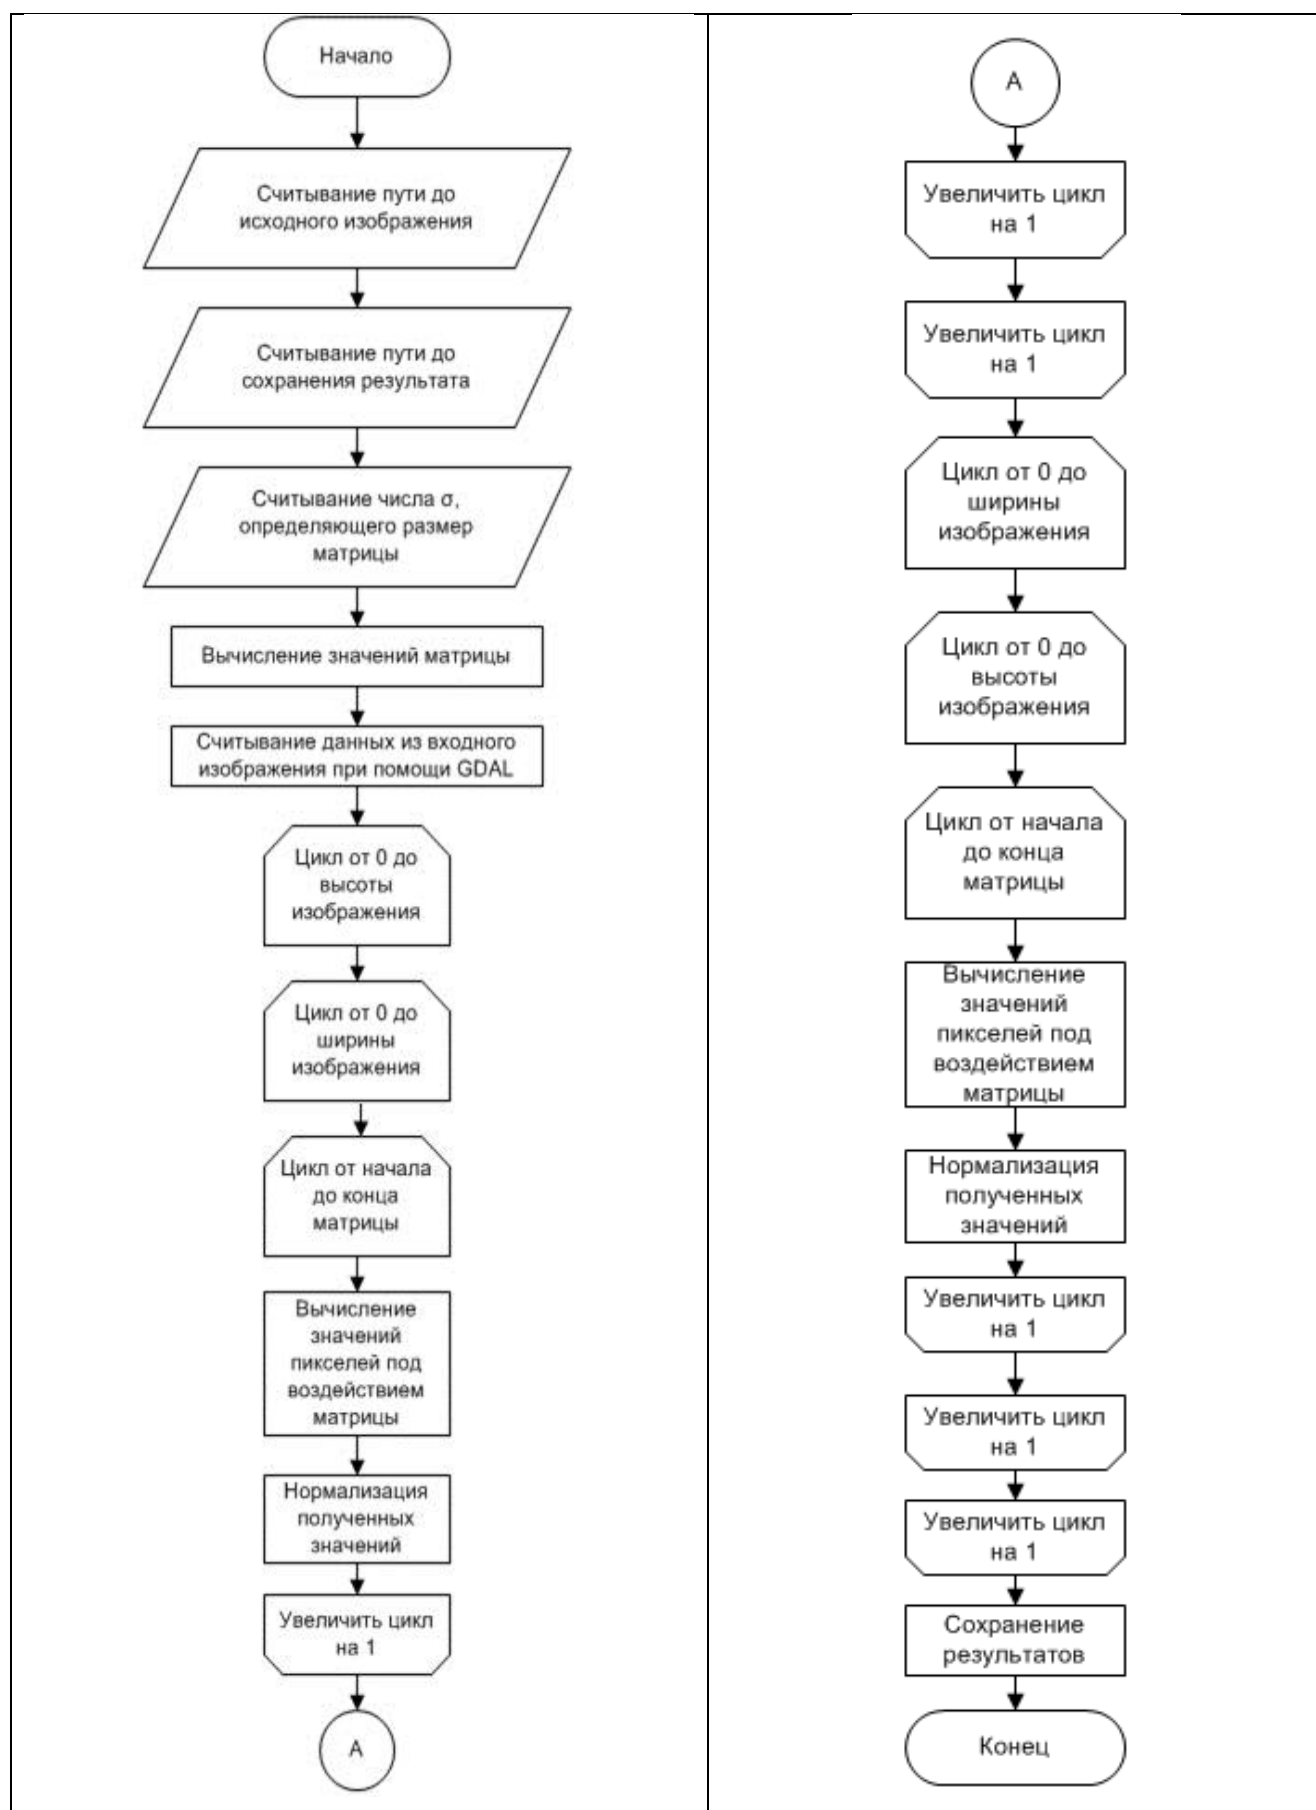 Начало
Считывание пути до
исходного изображения
Считывание пути до
сохранения результата
Считывание числа σ,
определяющего размер
матрицы
Вычисление значений матрицы
Считывание данных из входного
изображения при помощи GDAL
Цикл от 0 до
высоты
изображения
Цикл от 0 до
ширины
изображения
Цикл от начала
до конца
матрицы
Вычисление
значений
пикселей под
воздействием
матрицы
Нормализация
полученных
значений
Увеличить цикл
на 1
А
А
Увеличить цикл
на 1
Увеличить цикл
на 1
Цикл от 0 до
ширины
изображения
Цикл от 0 до
высоты
изображения
Цикл от начала
до конца
матрицы
Вычисление
значений
пикселей под
воздействием
матрицы
Нормализация
полученных
значений
Увеличить цикл
на 1
Увеличить цикл
на 1
Увеличить цикл
на 1
Сохранение
результатов
Конец